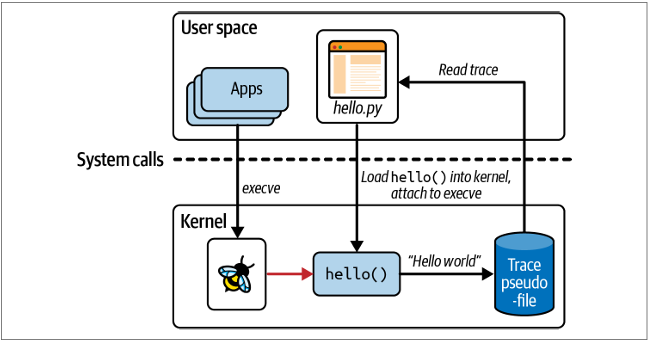 User space
Apps
hello.py
Read trace
System calls
execve
Load hello() into kernel,
attach to execve
Kernel
hello()
“Hello world”
Trace
pseudo
-file